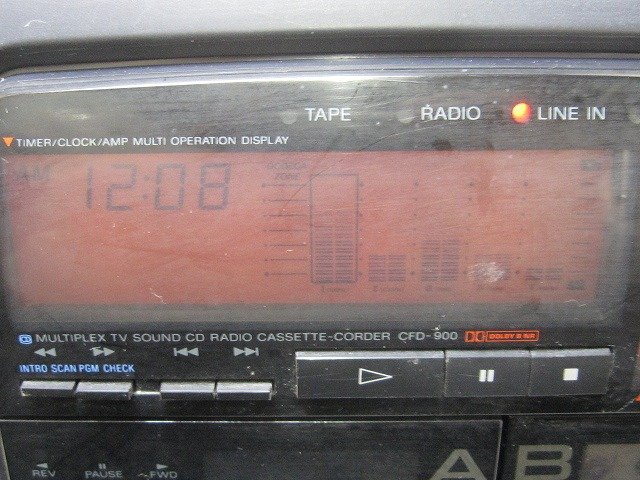 TAPE RADIO LINE IN
TIMER/CLOCK/AMP MULTI OPERATION DISPLAY
12:08
MULTIPLEX TV SOUND CD RADIO CASSETTE-CORDER CFD-900 DOLBY B NR
INTRO SCAN PGM CHECK
A B
REV PAUSE FWD